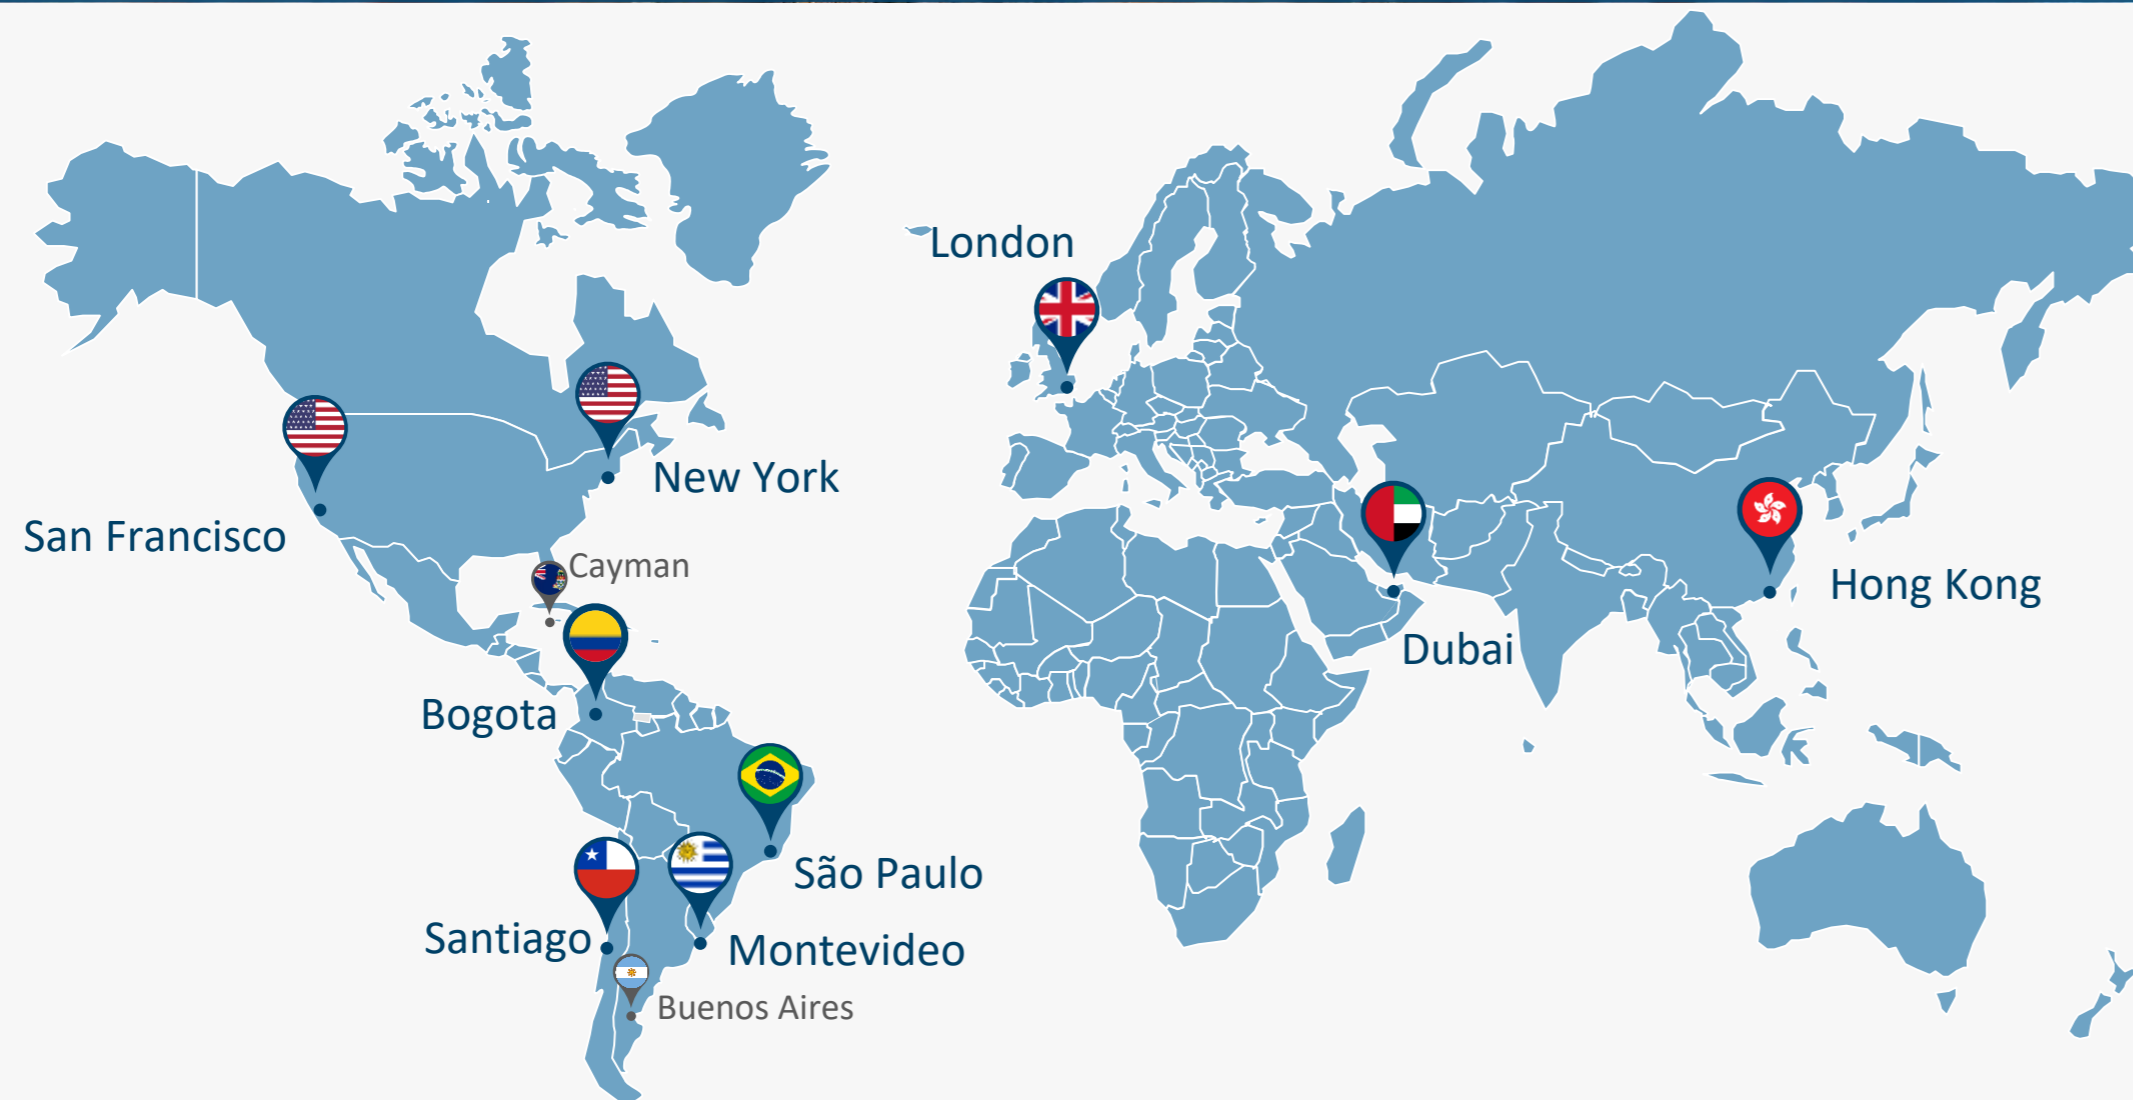 London
New York
San Francisco
Cayman
Hong Kong
Dubai
Bogota
São Paulo
Santiago
Montevideo
Buenos Aires